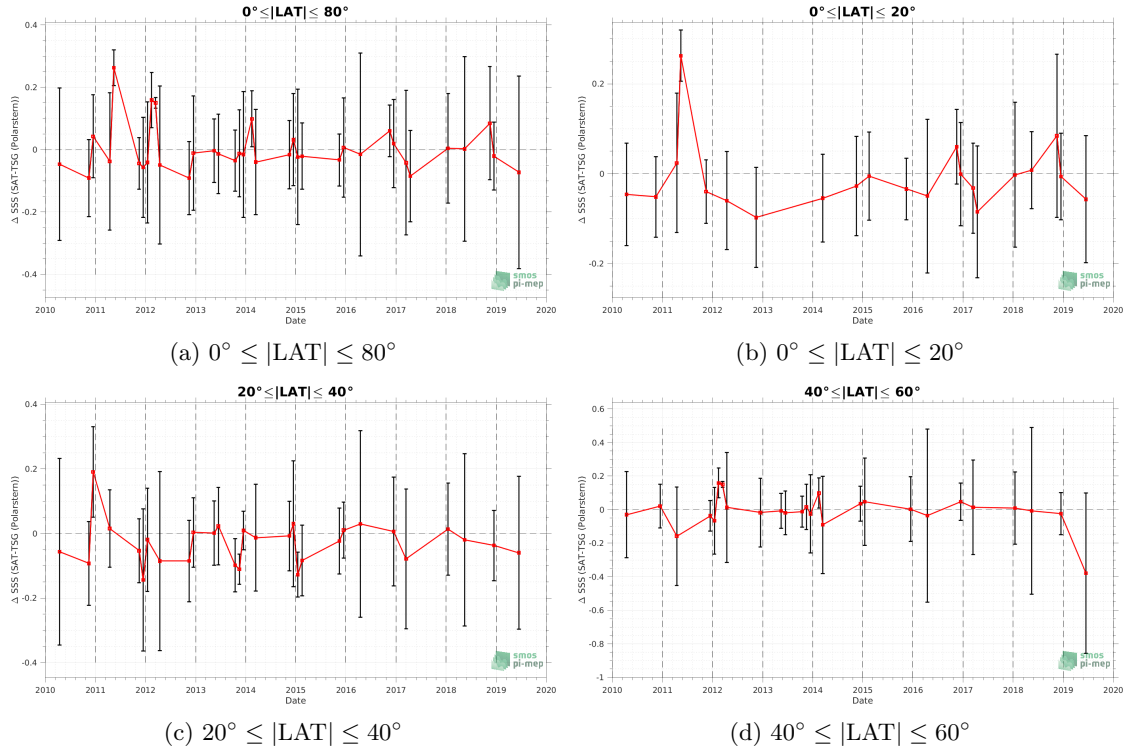 0°≤|LAT|≤ 80°
Δ SSS (SAT-TSG (Polarstern))
0.4
0.2
0
-0.2
-0.4
2010 2011 2012 2013 2014 2015 2016 2017 2018 2019 2020
Date
smos
pi-mep
(a) 0° ≤ |LAT| ≤ 80°
0°≤|LAT|≤ 20°
Δ SSS (SAT-TSG (Polarstern))
0.2
0
-0.2
2010 2011 2012 2013 2014 2015 2016 2017 2018 2019 2020
Date
smos
pi-mep
(b) 0° ≤ |LAT| ≤ 20°
20°≤|LAT|≤ 40°
Δ SSS (SAT-TSG (Polarstern))
0.4
0.2
0
-0.2
-0.4
2010 2011 2012 2013 2014 2015 2016 2017 2018 2019 2020
Date
smos
pi-mep
(c) 20° ≤ |LAT| ≤ 40°
40°≤|LAT|≤ 60°
Δ SSS (SAT-TSG (Polarstern))
0.6
0.4
0.2
0
-0.2
-0.4
-0.6
-0.8
-1
2010 2011 2012 2013 2014 2015 2016 2017 2018 2019 2020
Date
smos
pi-mep
(d) 40° ≤ |LAT| ≤ 60°